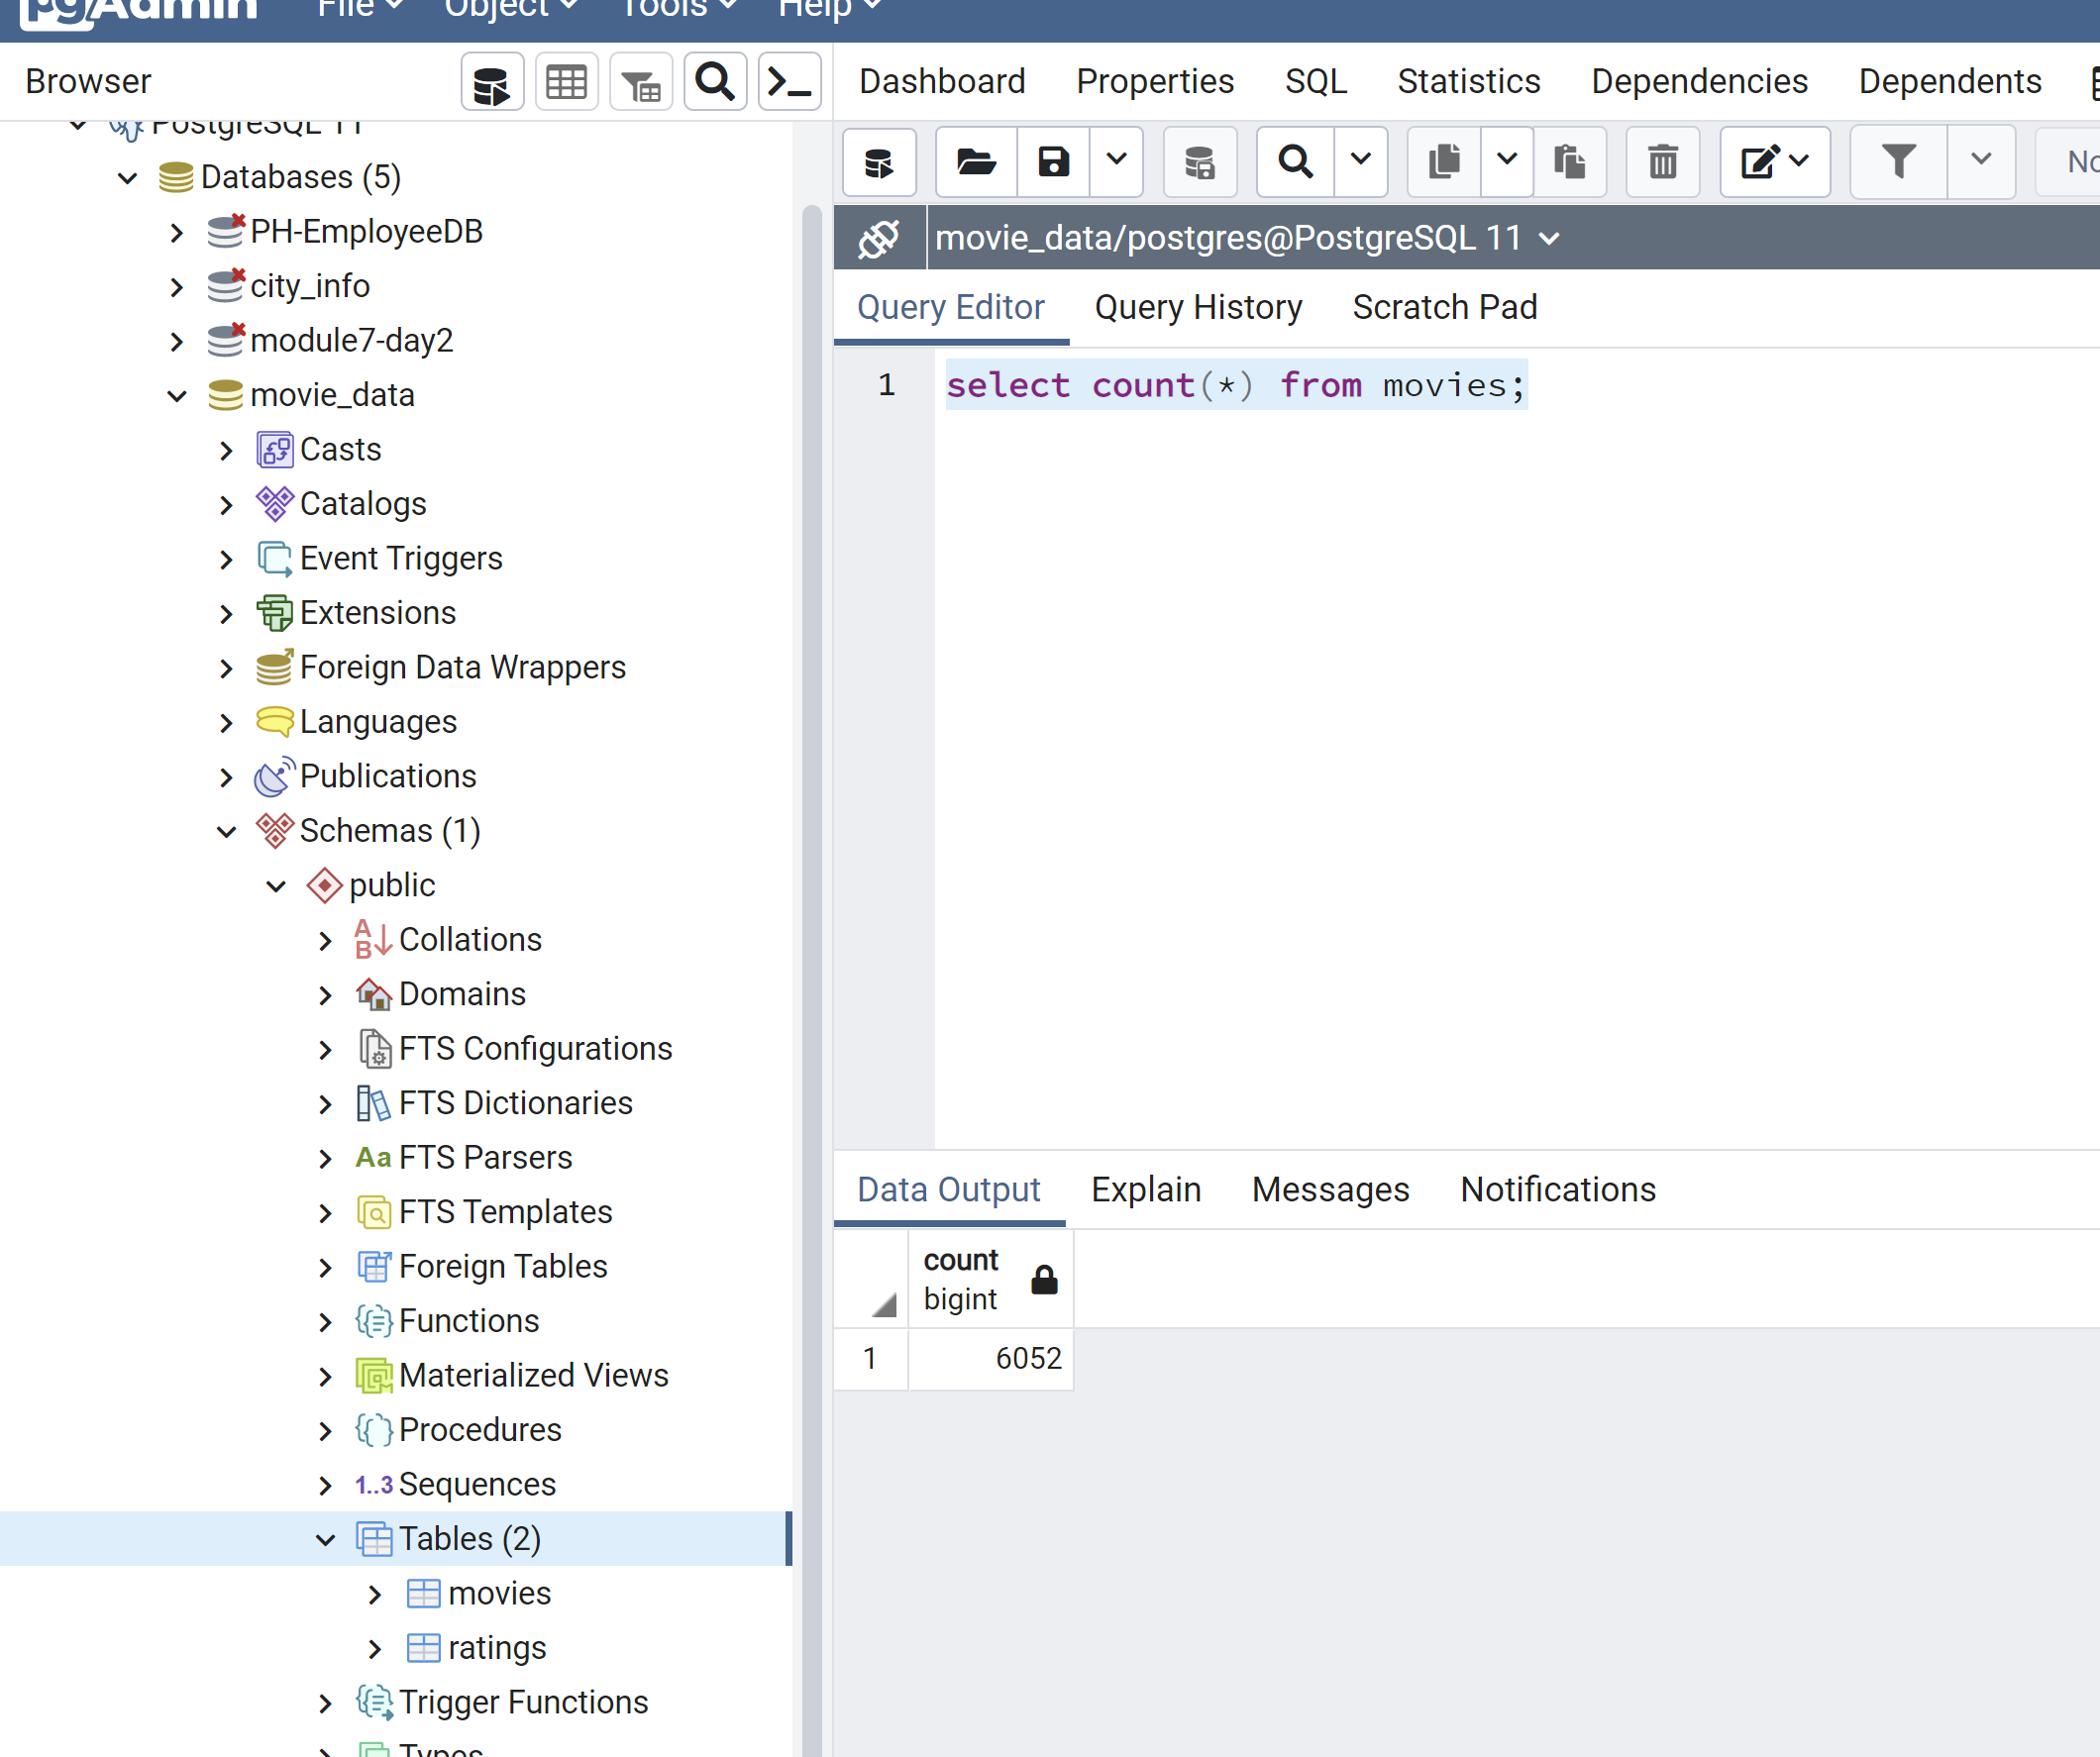 pgAdmin File Object Tools Help
Browser
Dashboard Properties SQL Statistics Dependencies Dependents
PostgreSQL 11
Databases (5)
PH-EmployeeDB
city_info
module7-day2
movie_data
Casts
Catalogs
Event Triggers
Extensions
Foreign Data Wrappers
Languages
Publications
Schemas (1)
public
A
B
Collations
Domains
FTS Configurations
FTS Dictionaries
Aa FTS Parsers
FTS Templates
Foreign Tables
Functions
Materialized Views
Procedures
1..3 Sequences
Tables (2)
movies
ratings
Trigger Functions
Types
movie_data/postgres@PostgreSQL 11
Query Editor Query History Scratch Pad
1 select count(*) from movies;
Data Output Explain Messages Notifications
count
bigint
1 6052